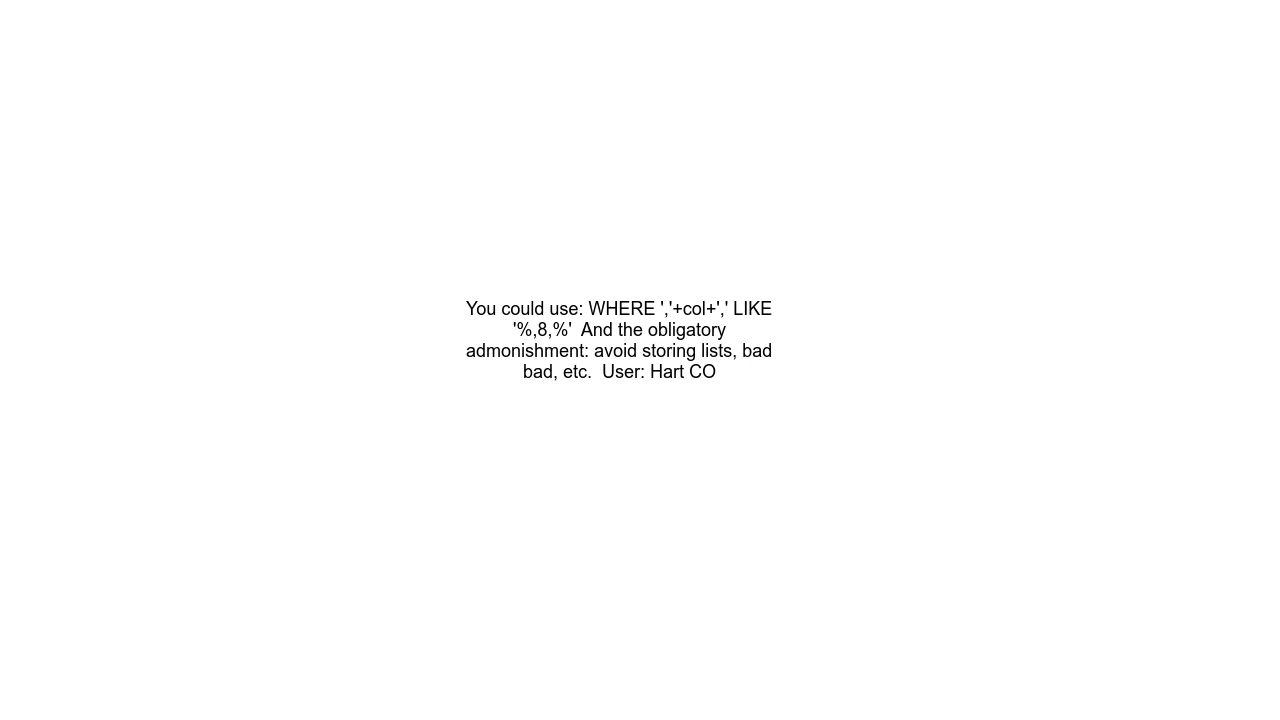 You could use: WHERE ','+col+',' LIKE
'%,8,%'  And the obligatory
admonishment: avoid storing lists, bad
bad, etc.  User: Hart CO